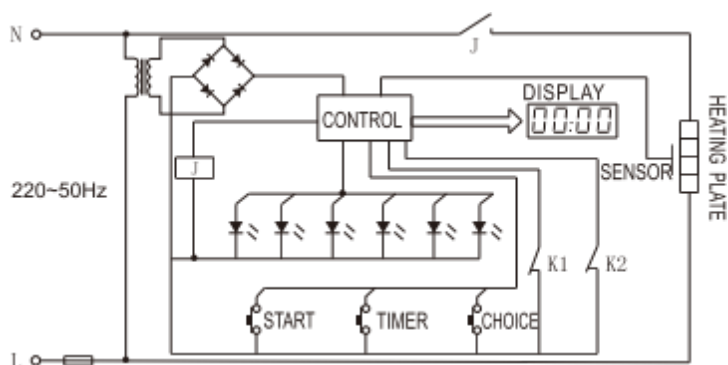 N
J
DISPLAY
00:00
CONTROL
HEATING PLATE
J
SENSOR
220~50Hz
K1
K2
START
TIMER
CHOICE
L